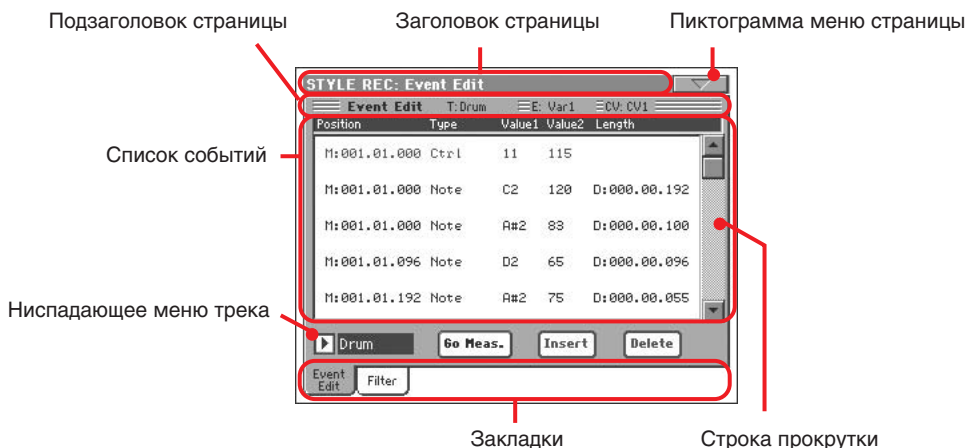 Подзаголовок страницы
Заголовок страницы
Пиктограмма меню страницы
STYLE REC: Event Edit
Event Edit T:Drum E: Var1 CV: CV1
Position Type Value1 Value2 Length
Список событий
M:001.01.000 Ctrl 11 115
M:001.01.000 Note C2 120 D:000.00.192
M:001.01.000 Note A#2 83 D:000.00.100
M:001.01.096 Note D2 65 D:000.00.096
M:001.01.192 Note A#2 75 D:000.00.055
Ниспадающее меню трека
Drum Go Meas. Insert Delete
Event Edit Filter
Закладки
Строка прокрутки